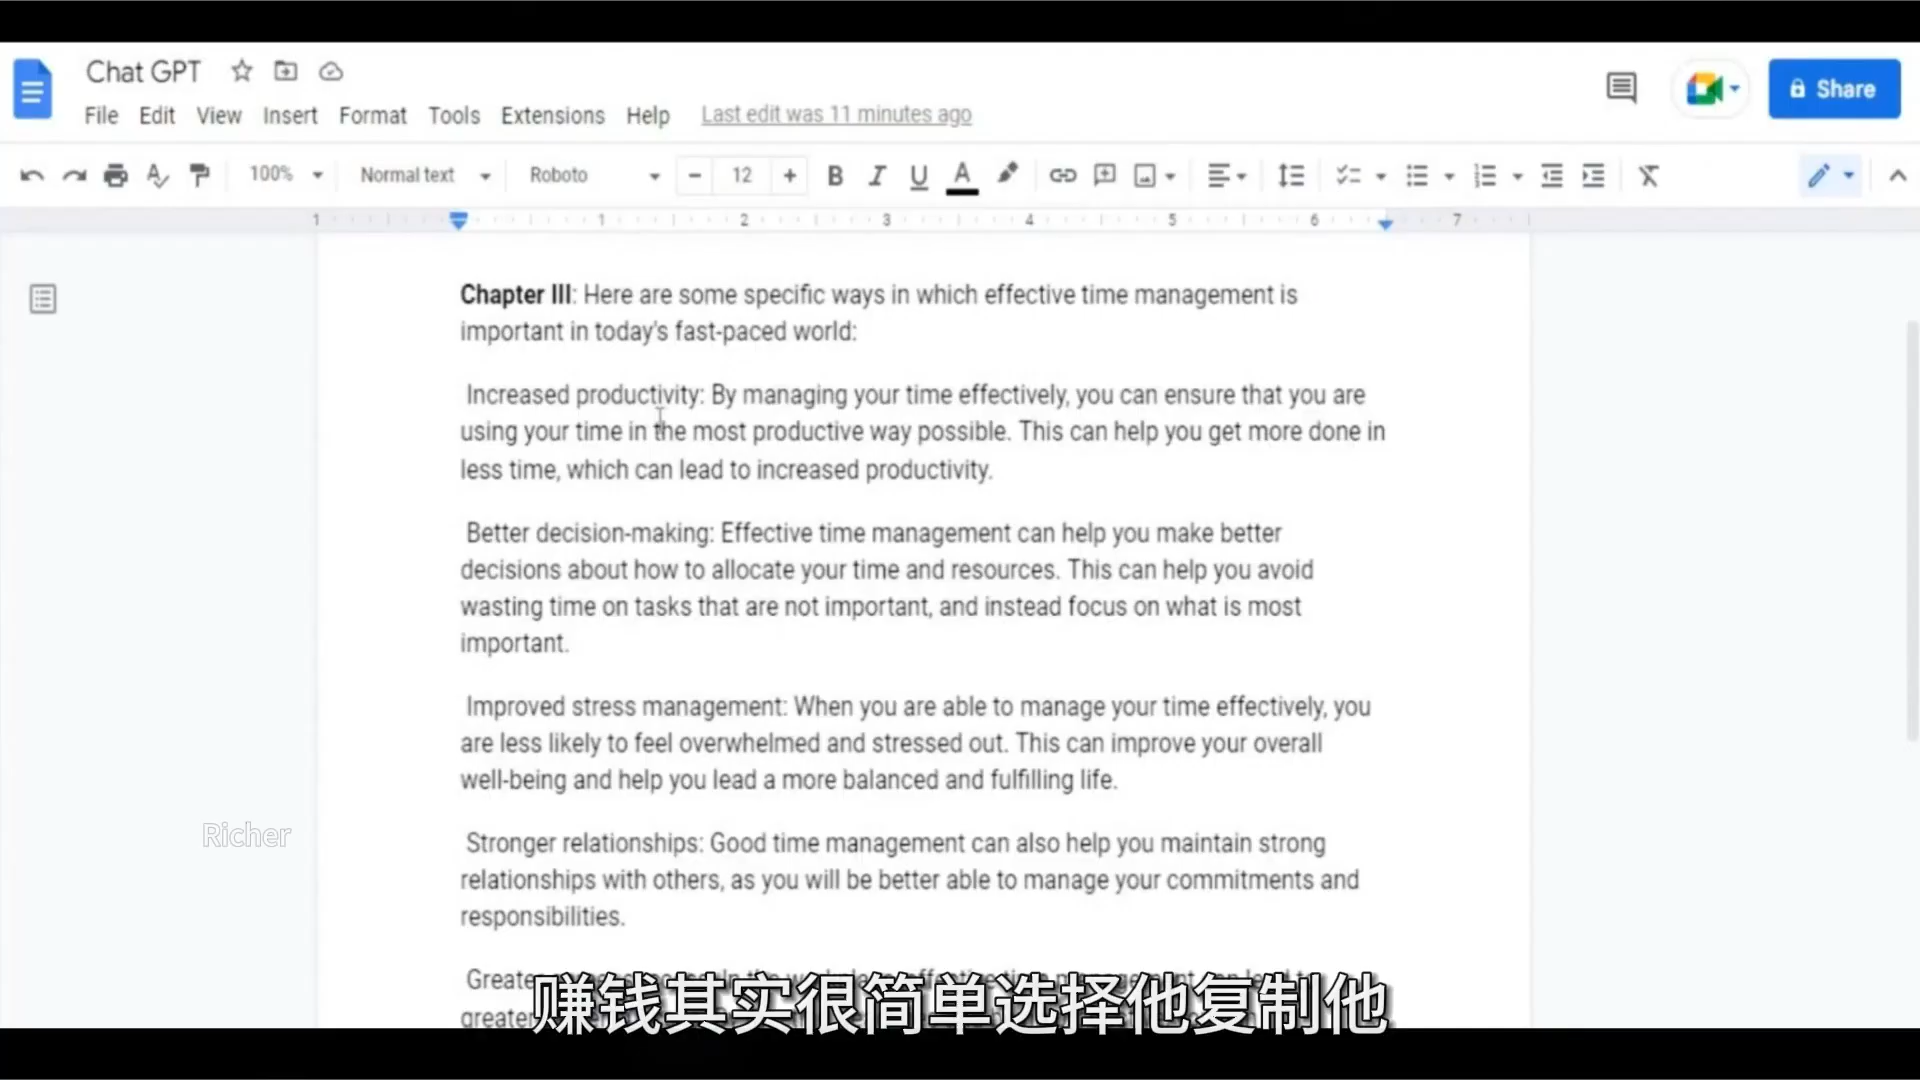 Chat GPT
File Edit View Insert Format Tools Extensions Help Last edit was 11 minutes ago
Share
100% Normal text Roboto 12
1 1 2 3 4 5 6 7
Chapter III: Here are some specific ways in which effective time management is
important in today's fast-paced world:
Increased productivity: By managing your time effectively, you can ensure that you are
using your time in the most productive way possible. This can help you get more done in
less time, which can lead to increased productivity.
Better decision-making: Effective time management can help you make better
decisions about how to allocate your time and resources. This can help you avoid
wasting time on tasks that are not important, and instead focus on what is most
important.
Improved stress management: When you are able to manage your time effectively, you
are less likely to feel overwhelmed and stressed out. This can improve your overall
well-being and help you lead a more balanced and fulfilling life.
Richer
Stronger relationships: Good time management can also help you maintain strong
relationships with others, as you will be better able to manage your commitments and
responsibilities.
Greater
greater
赚钱其实很简单选择他复制他